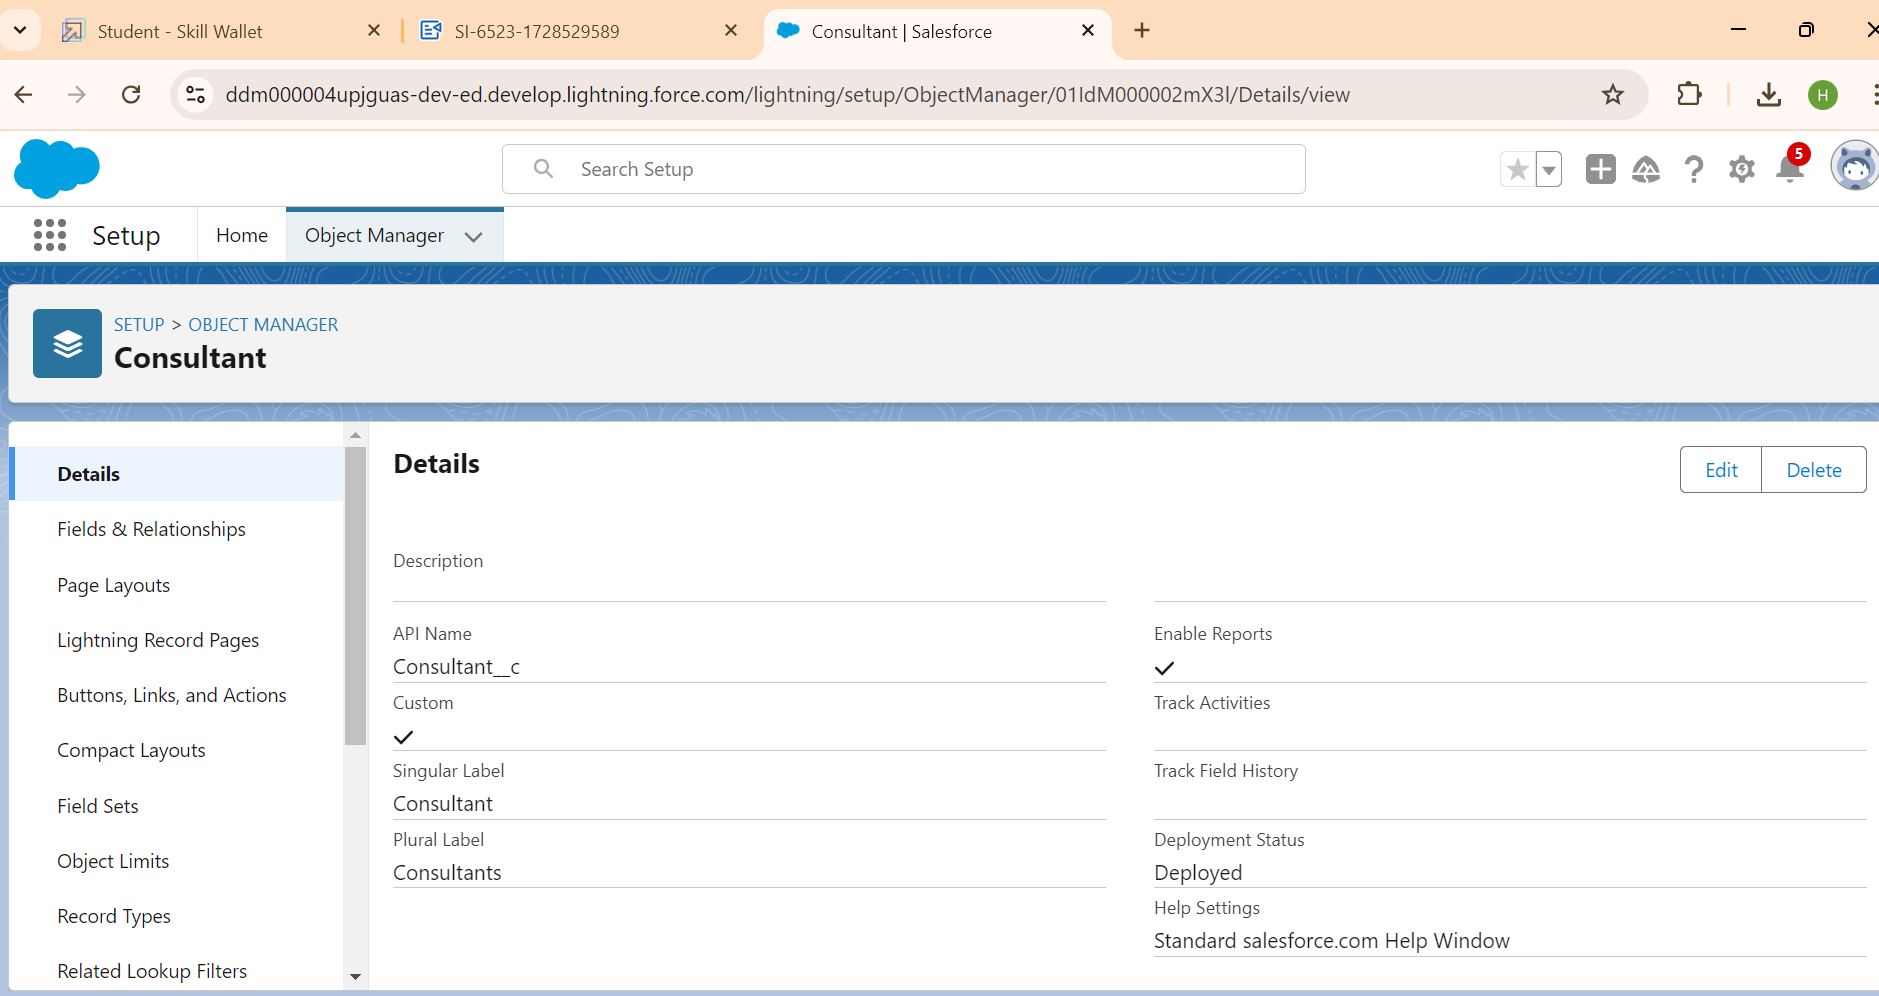 Student - Skill Wallet
SI-6523-1728529589
Consultant | Salesforce
ddm000004upjguas-dev-ed.develop.lightning.force.com/lightning/setup/ObjectManager/01IdM000002mX3l/Details/view
H
Search Setup
5
Setup
Home
Object Manager
SETUP > OBJECT MANAGER
Consultant
Details
Fields & Relationships
Page Layouts
Lightning Record Pages
Buttons, Links, and Actions
Compact Layouts
Field Sets
Object Limits
Record Types
Related Lookup Filters
Details
Edit
Delete
Description
API Name
Consultant__c
Custom
Singular Label
Consultant
Plural Label
Consultants
Enable Reports
Track Activities
Track Field History
Deployment Status
Deployed
Help Settings
Standard salesforce.com Help Window